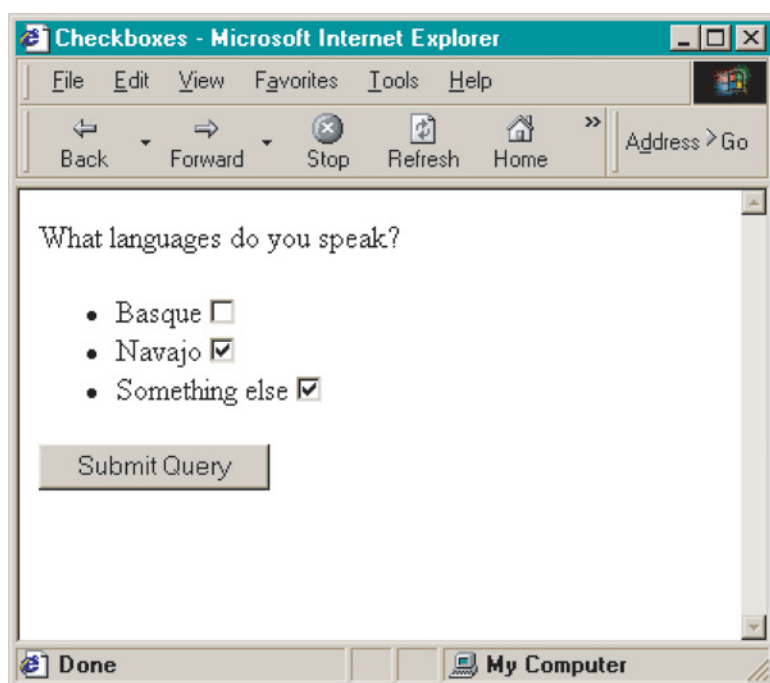 Checkboxes - Microsoft Internet Explorer
File Edit View Favorites Tools Help
Back Forward Stop Refresh Home » Address Go
What languages do you speak?
• Basque
• Navajo
• Something else
Submit Query
Done My Computer